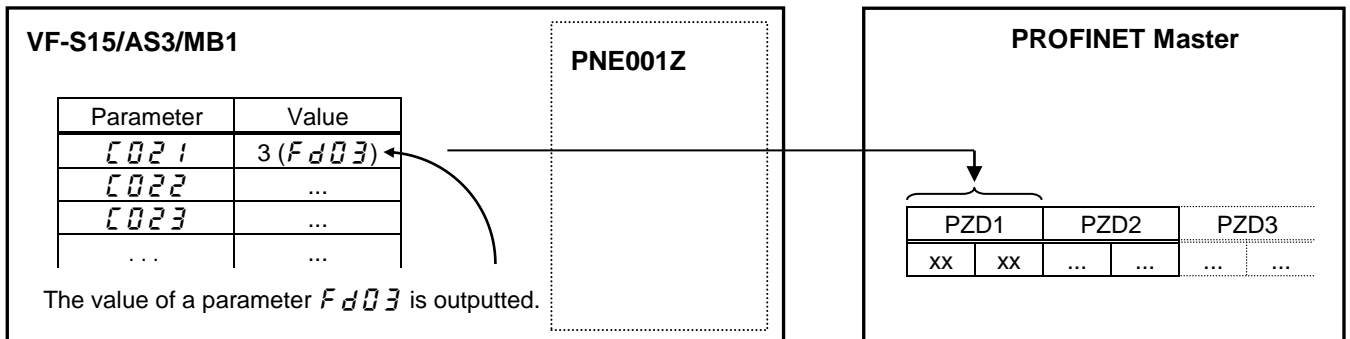 VF-S15/AS3/MB1
PNE001Z
PROFINET Master
Parameter Value
C021 3 (Fd03)
C022 ...
C023 ...
... ...
The value of a parameter Fd03 is outputted.
PZD1 PZD2 PZD3
xx xx ... ... ... ...